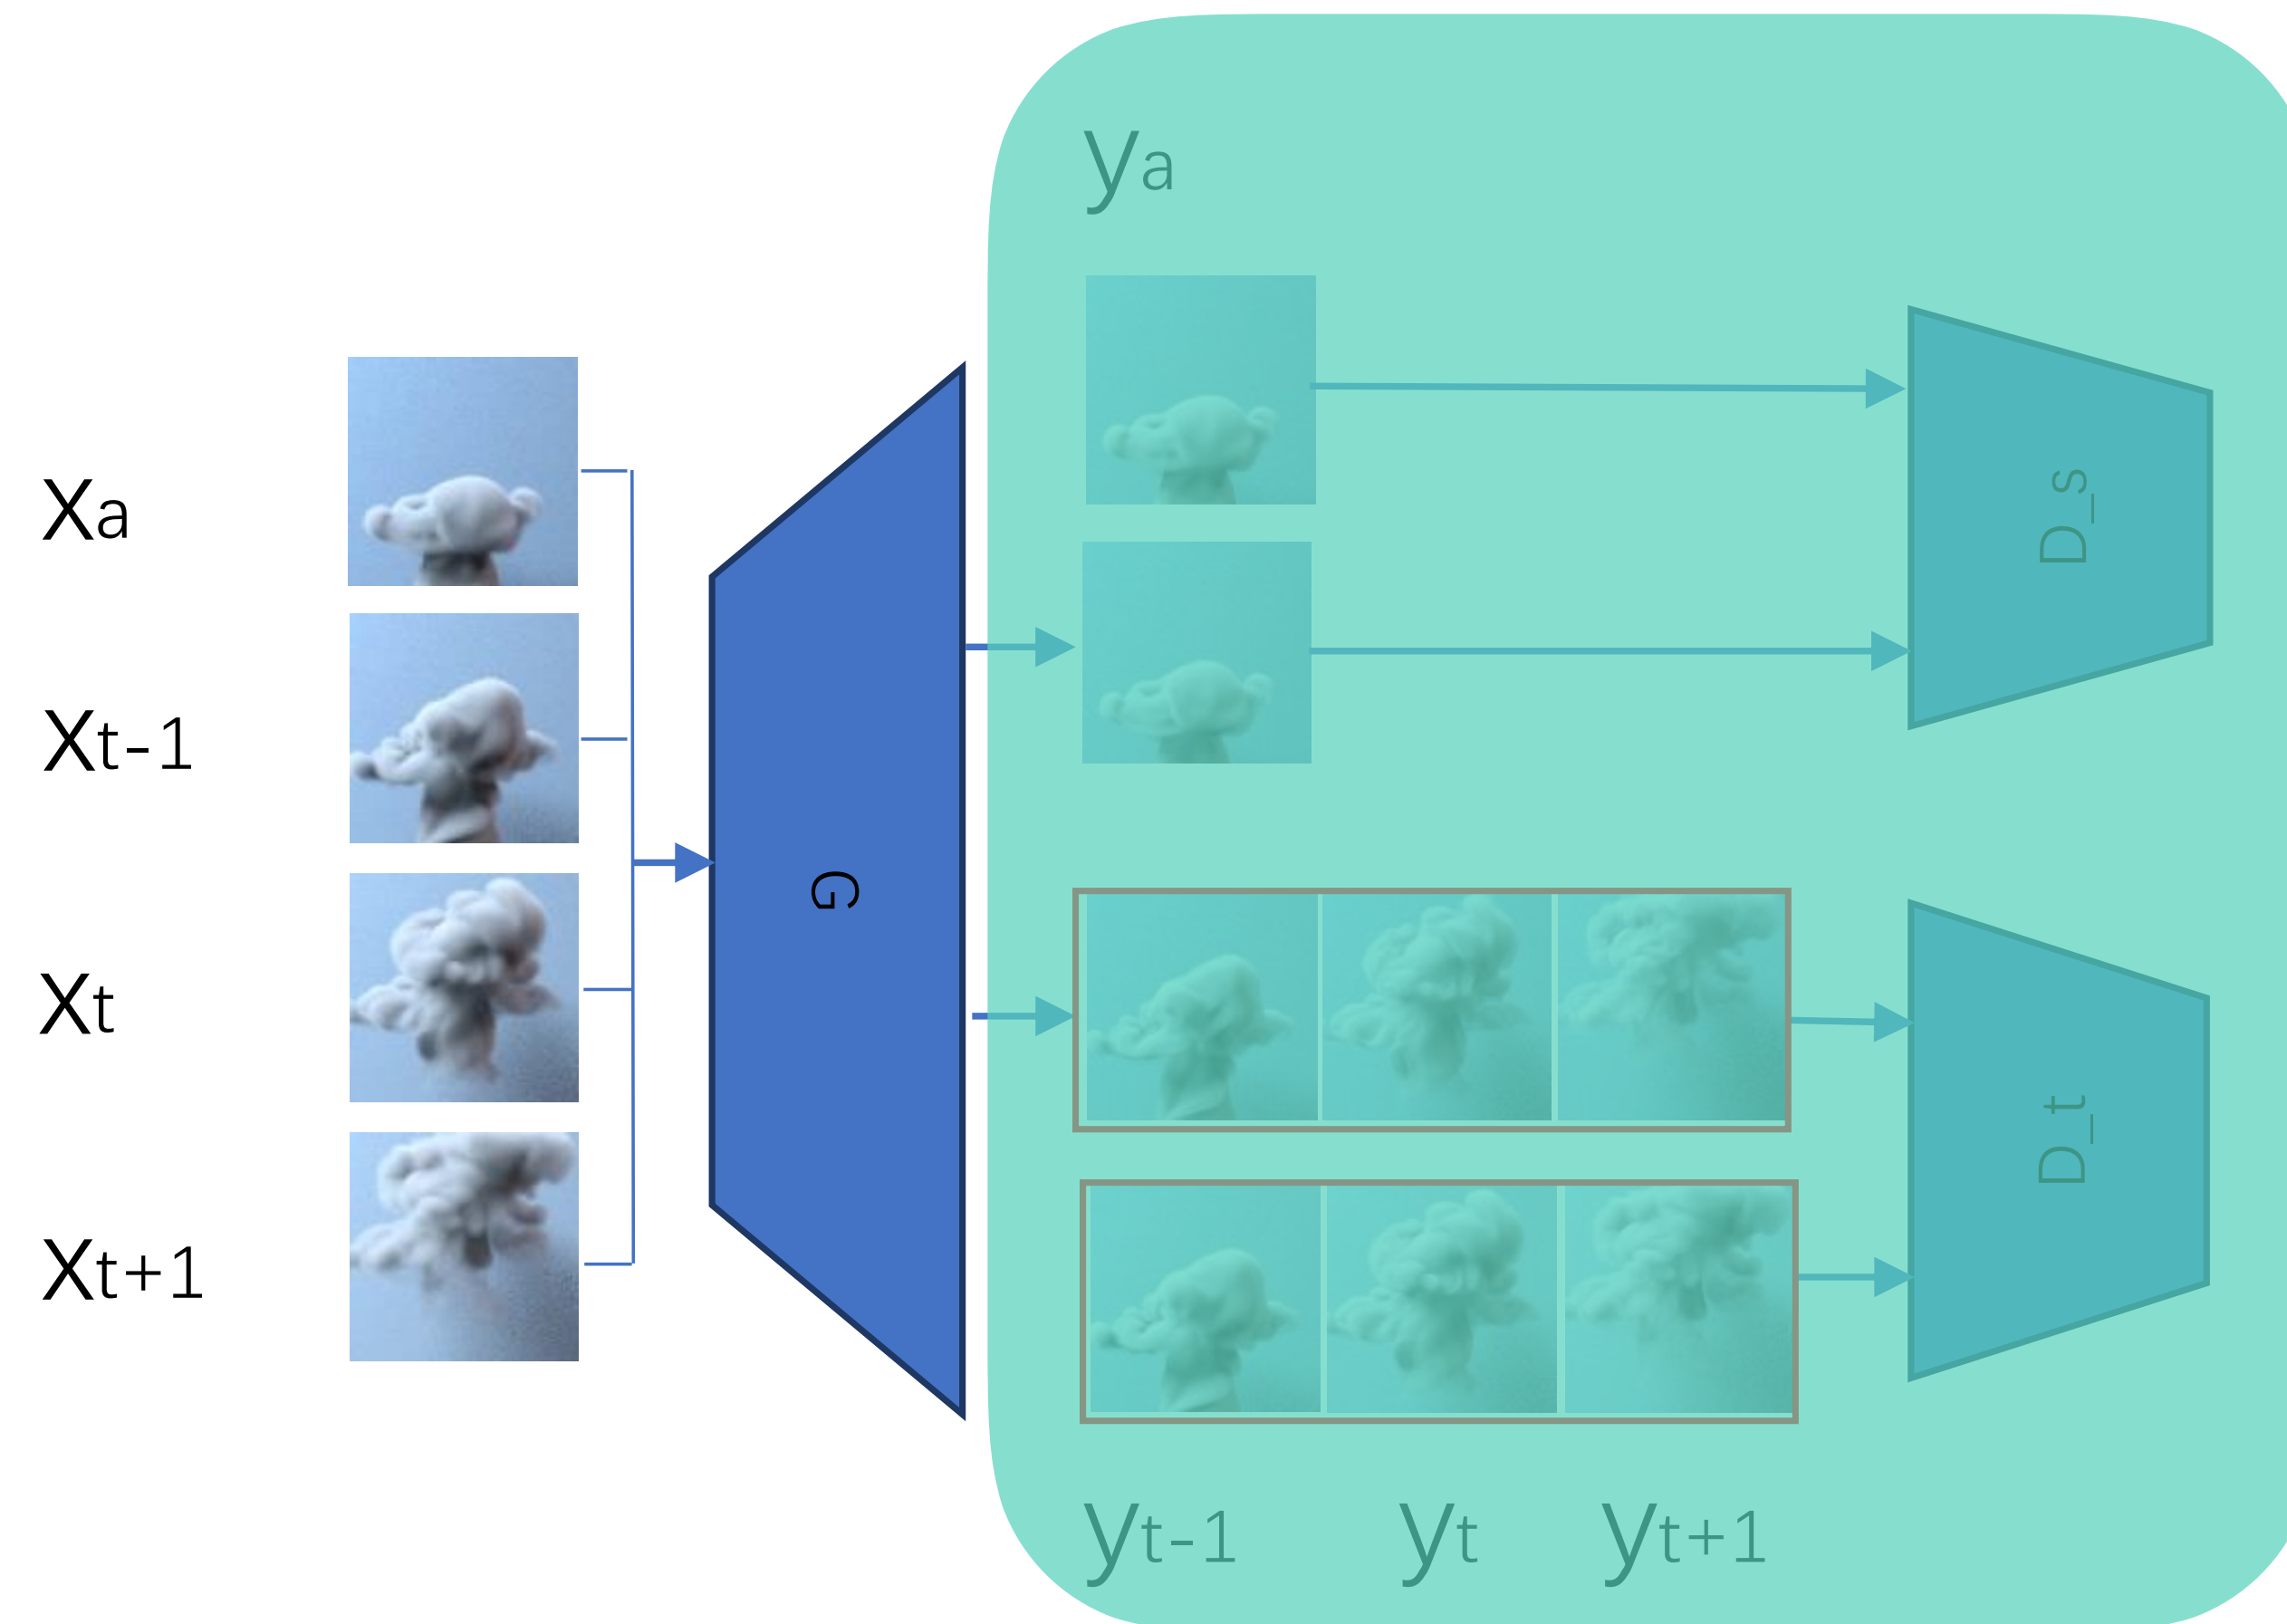 ya
Xa
Xt-1
Xt
Xt+1
G
D_s
D_t
yt-1 yt yt+1